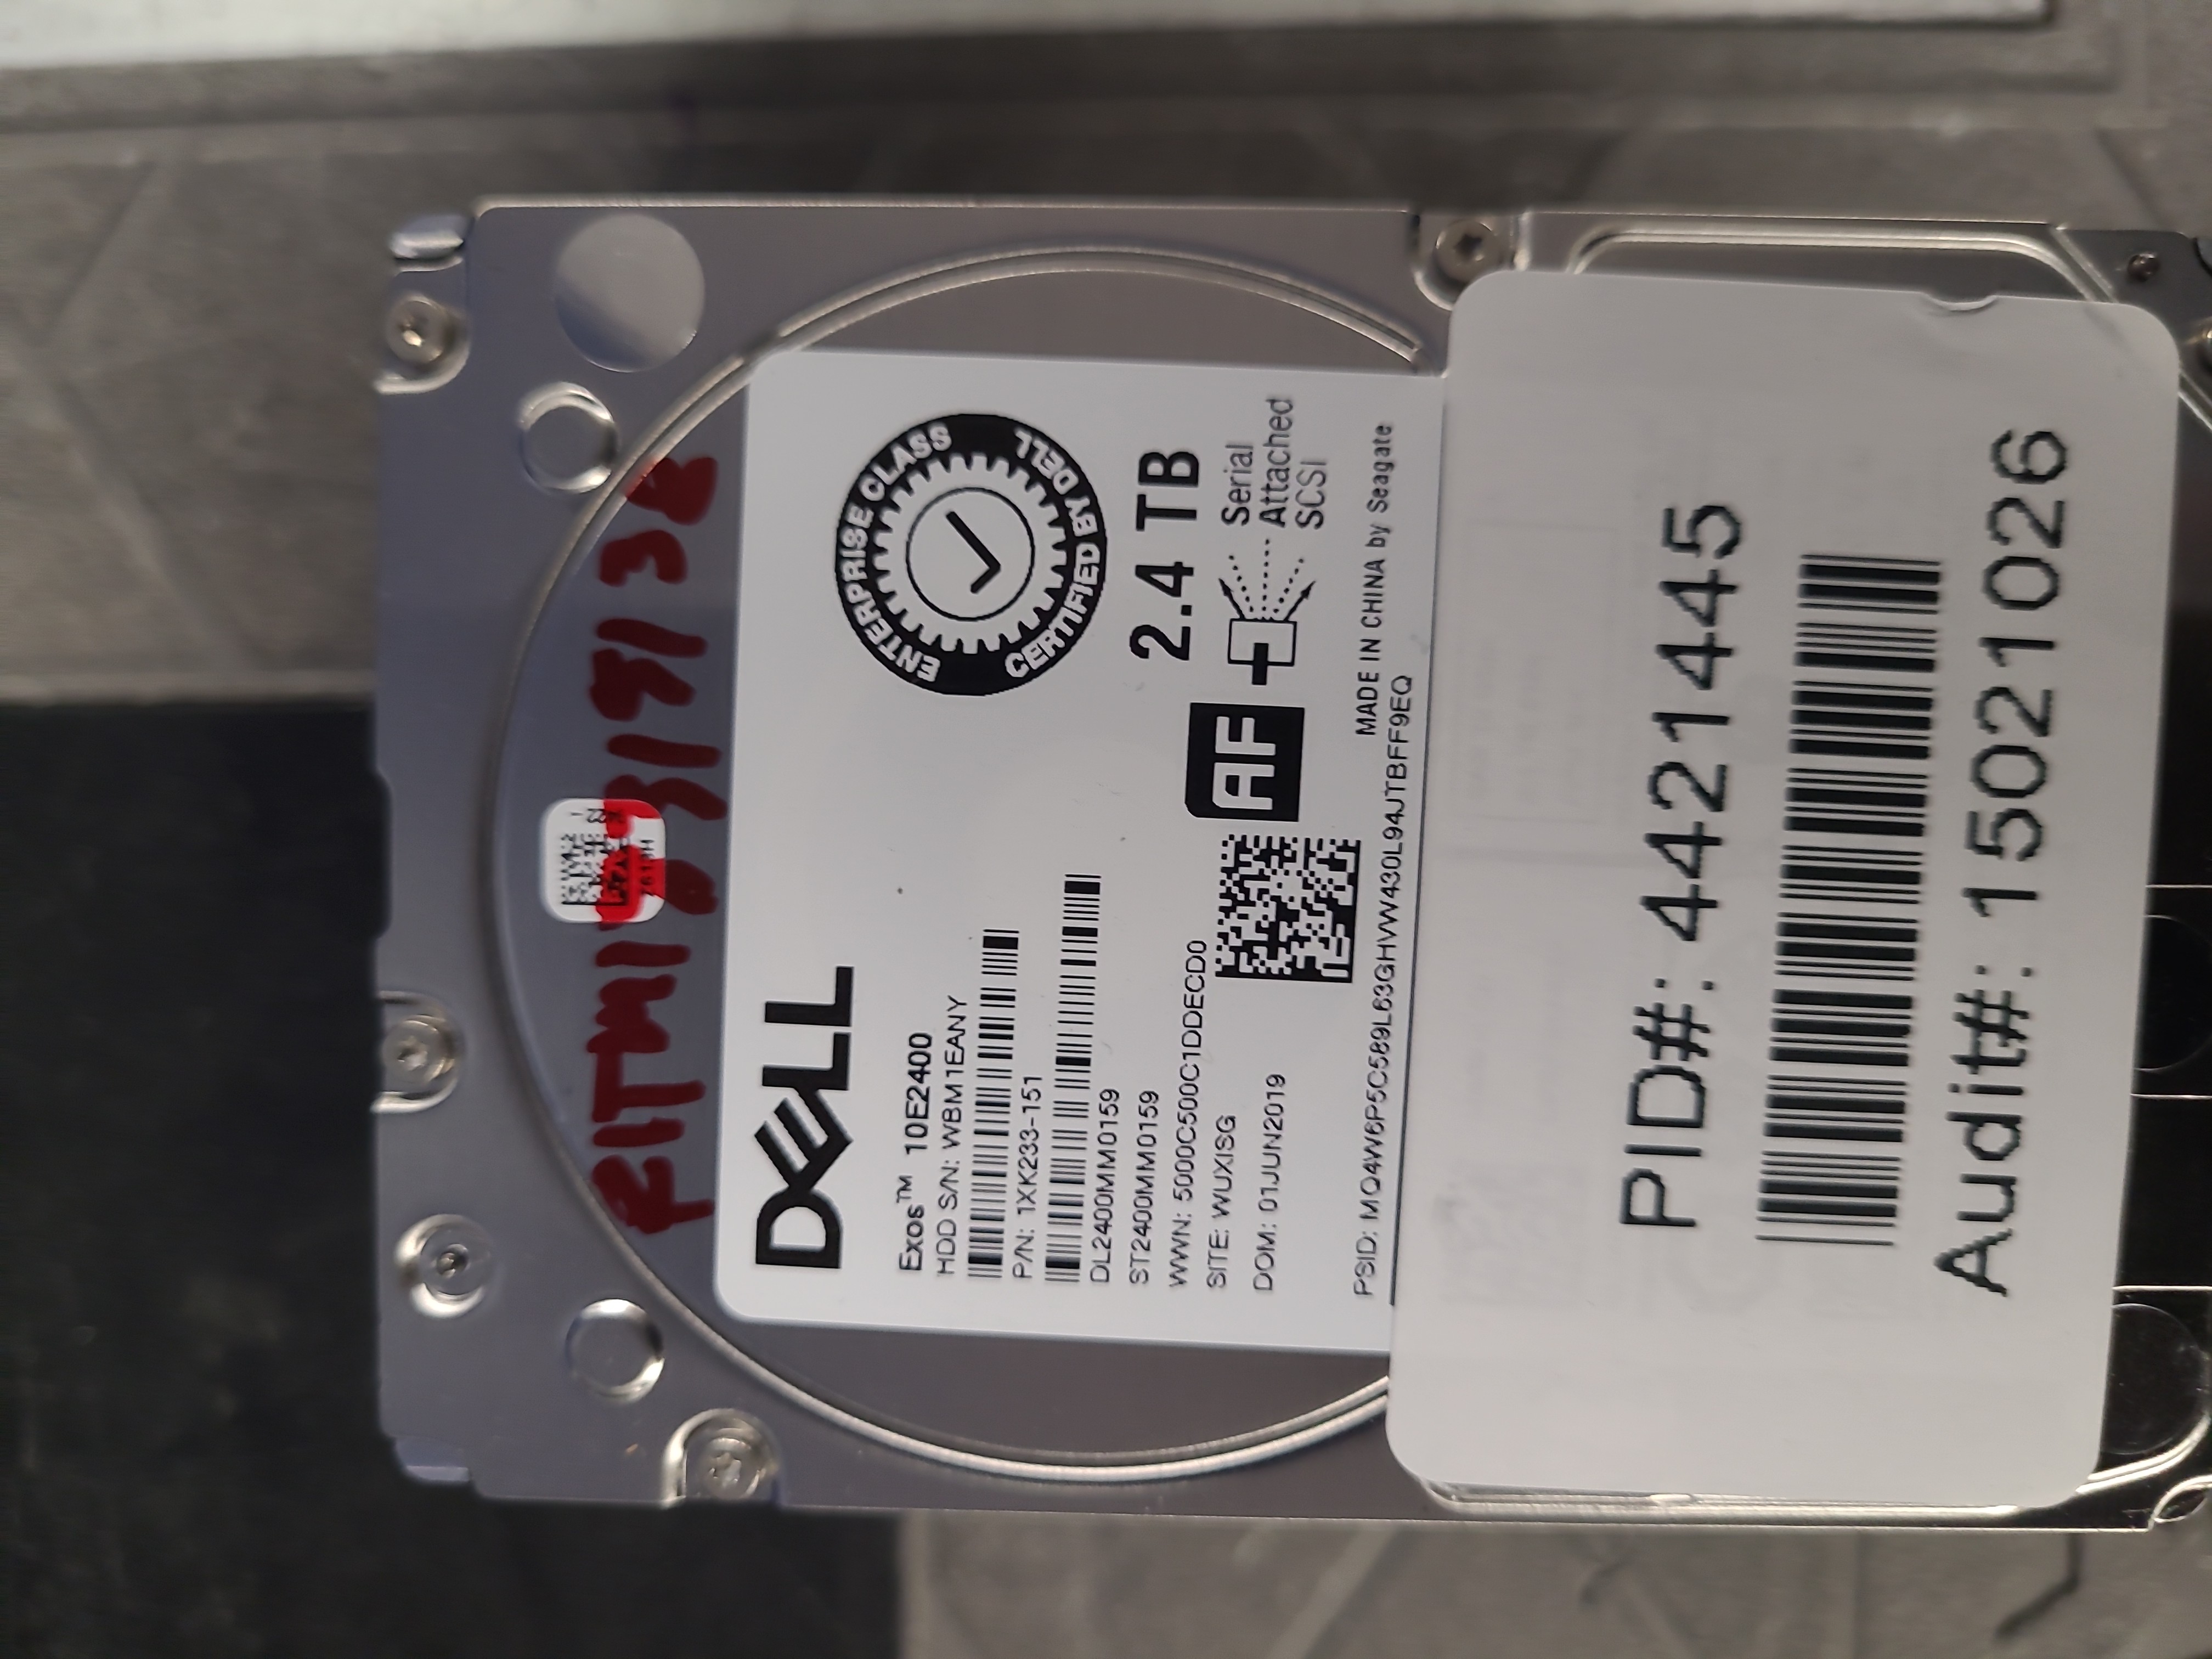 Z613H
DELL
Exos™ 10E2400
HDD S/N: WBM1EANY
P/N: 1XK233-151
DL2400MM0159
ST2400MM0159
WWN: 5000C500C1DDECD0
SITE: WUXISG
DOM: 01JUN2019
ENTERPRISE CLASS
CERTIFIED BY DELL
2.4 TB
AF
Serial
Attached
SCSI
MADE IN CHINA by Seagate
PSID: MQ4W6P5C589L63GHVW430L94JTBFF9EQ
PID#: 4421445
Audit#: 15021026